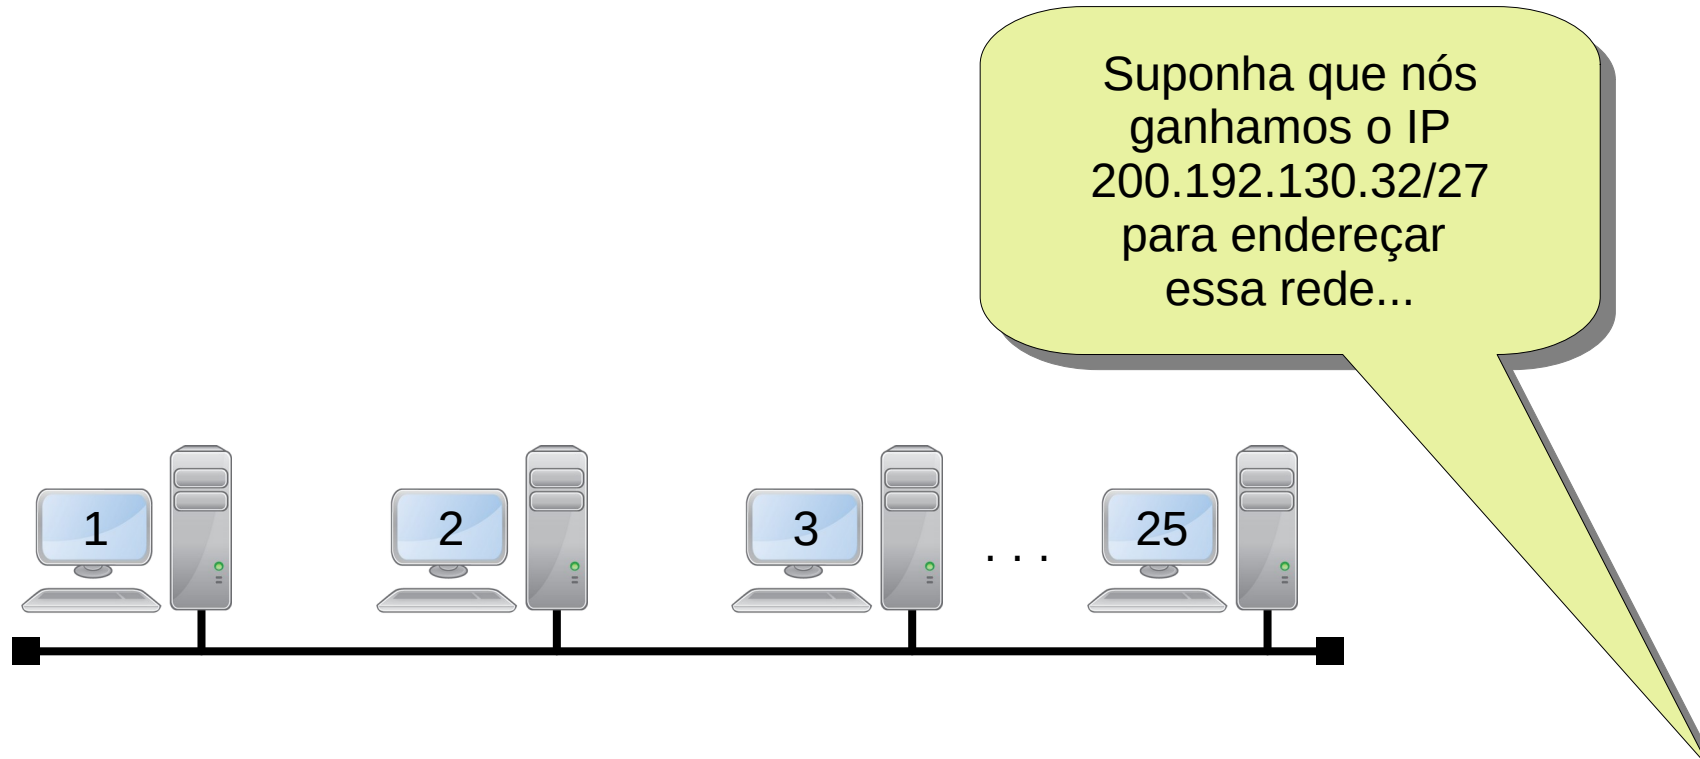 Suponha que nós
ganhamos o IP
200.192.130.32/27
para endereçar
essa rede...
1
2
3
. . .
25